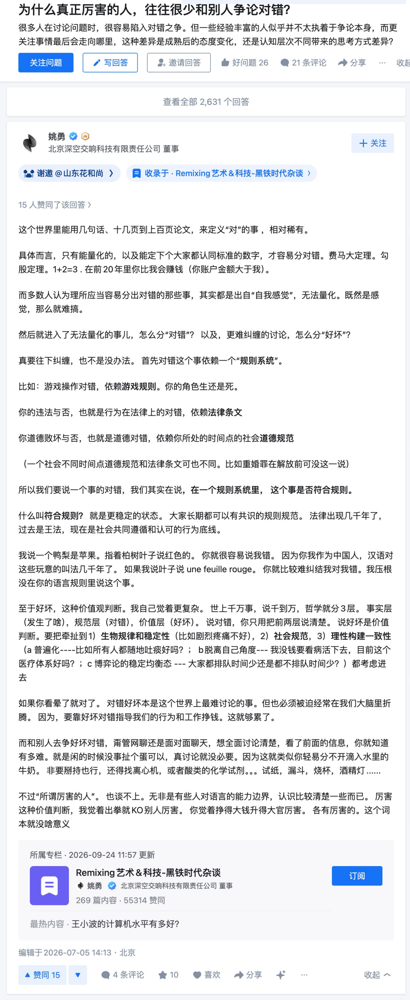 为什么真正厉害的人，往往很少和别人争论对错?
很多人在讨论问题时，很容易陷入对错之争。但一些经验丰富的人似乎并不太执着于争论本身，而更
关注事情最后会走向哪里，这种差异是成熟后的态度变化，还是认知层次不同带来的思考方式差异?
关注问题 写回答 邀请回答 好问题 26 21 条评论 分享 ··· 收起
查看全部 2,631 个回答
姚勇
北京深空交响科技有限责任公司 董事
+ 关注
谢邀 @山东花和尚 › 收录于 · Remixing艺术&科技-黑铁时代杂谈 ›
15 人赞同了该回答 ›
这个世界里能用几句话、十几页到上百页论文，来定义“对”的事 ，相对稀有。
具体而言，只有能量化的，以及能定下个大家都认同标准的数字，才容易分对错。费马大定理。勾
股定理。1+2=3 . 在前20年里你比我会赚钱（你账户金额大于我）。
而多数人认为理所应当容易分出对错的那些事，其实都是出自“自我感觉”，无法量化。既然是感
觉，那么就难搞。
然后就进入了无法量化的事儿，怎么分“对错”? 以及，更难纠缠的讨论，怎么分“好坏”?
真要往下纠缠，也不是没办法。 首先对错这个事依赖一个“规则系统”。
比如：游戏操作对错，依赖游戏规则。你的角色生还是死。
你的违法与否，也就是行为在法律上的对错，依赖法律条文
你道德败坏与否，也就是道德对错，依赖你所处的时间点的社会道德规范
（一个社会不同时间点道德规范和法律条文可也不同。比如重婚罪在解放前可没这一说）
所以我们要说一个事的对错，我们其实在说，在一个规则系统里， 这个事是否符合规则。
什么叫符合规则? 就是更稳定的状态。 大家长期都可以有共识的规则规范。 法律出现几千年了，
过去是王法，现在是社会共同遵循和认可的行为底线。
我说一个鸭梨是苹果。指着柏树叶子说红色的。 你就很容易说我错。 因为你我作为中国人，汉语对
这些玩意的叫法几千年了。 如果我说叶子说 une feuille rouge。 你就比较难纠结我对我错。我压根
没在你的语言规则里说这个事。
至于好坏，这种价值观判断。我自己觉着更复杂。 世上千万事，说千到万，哲学就分3层。 事实层
（发生了啥），规范层（对错），价值层（好坏）。 说对错，你只用把前两层说清楚。 说好坏是价值
判断。要把牵扯到1）生物规律和稳定性（比如剧烈疼痛不好），2）社会规范，3）理性构建一致性
（a 普遍化----比如所有人都随地吐痰好吗? ； b脱离自己角度--- 我没钱要看病活下去，目前这个
医疗体系好吗? ；c 博弈论的稳定均衡态 --- 大家都排队时间少还是都不排队时间少? ）都考虑进
去
如果你看晕了就对了。 对错好坏本是这个世界上最难讨论的事。但也必须被迫经常在我们大脑里折
腾。 因为，要靠好坏对错指导我们的行为和工作挣钱。这就够累了。
而和别人去争好坏对错，甭管网聊还是面对面聊天，想全面讨论清楚，看了前面的信息，你就知道
有多难。就是闲的时候没事扯个蛋可以，真讨论就没必要。因为这就类似你轻易分不开滴入水里的
牛奶。 非要掰持也行，还得找离心机，或者酸类的化学试剂。。。试纸，漏斗，烧杯，酒精灯......
不过“所谓厉害的人”。 也谈不上。无非是有些人对语言的能力边界，认识比较清楚一些而已。 厉害
这种价值判断，我觉着出拳就KO别人厉害。 你觉着挣得大钱升得大官厉害。 各有厉害的。这个词
本就没啥意义
所属专栏 · 2026-09-24 11:57 更新
Remixing艺术&科技-黑铁时代杂谈
姚勇 北京深空交响科技有限责任公司 董事
269 篇内容 · 55314 赞同
订阅
最热内容 · 王小波的计算机水平有多好?
编辑于2026-07-05 14:13 · 北京
赞同 15 4 条评论 10 喜欢 分享 ··· 收起